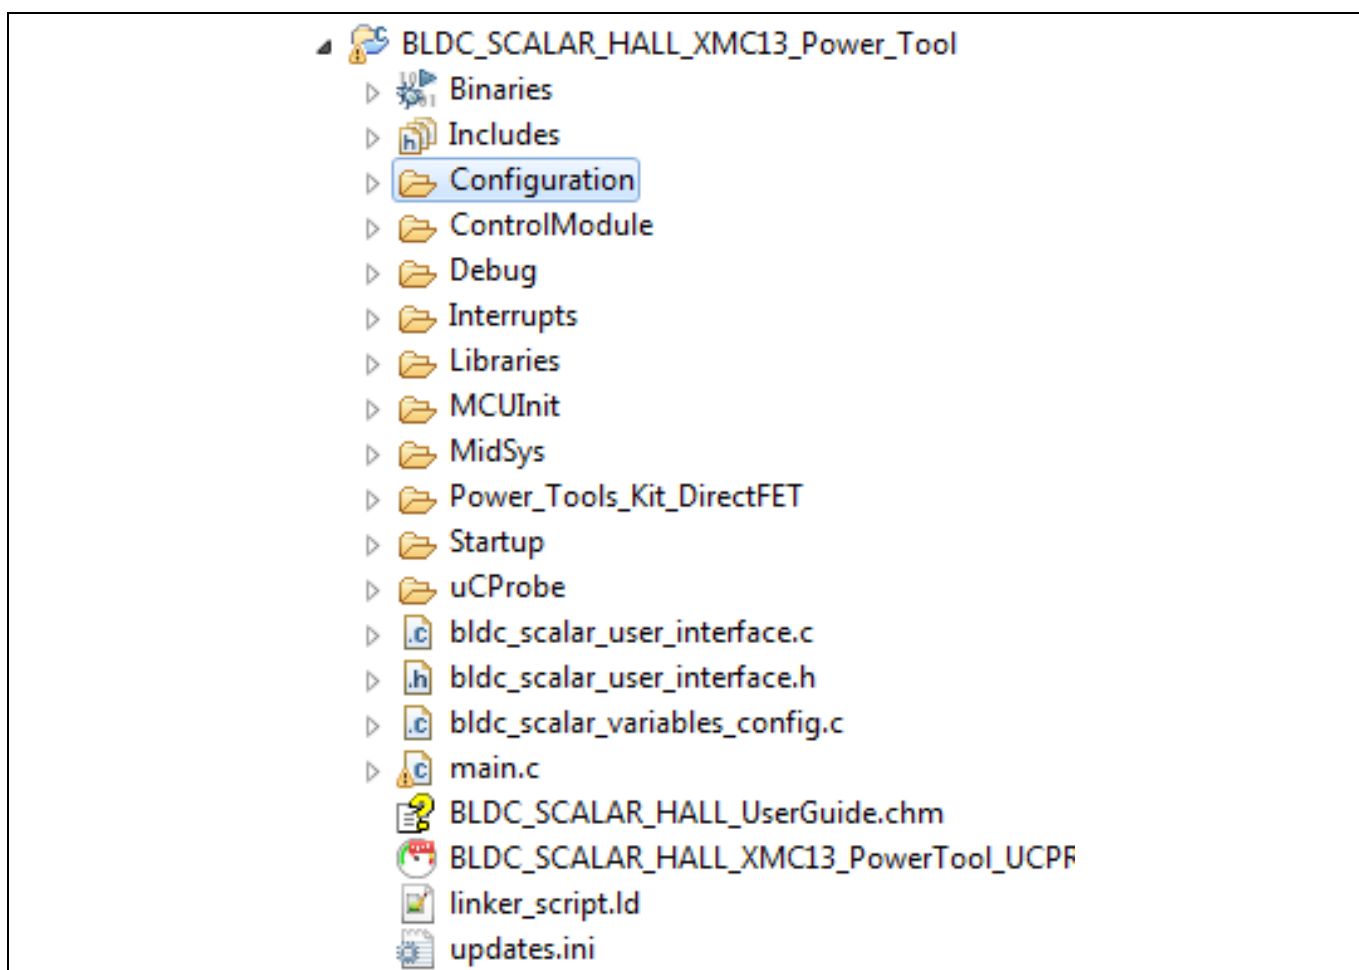 BLDC_SCALAR_HALL_XMC13_Power_Tool
Binaries
Includes
Configuration
ControlModule
Debug
Interrupts
Libraries
MCUInit
MidSys
Power_Tools_Kit_DirectFET
Startup
uCProbe
bldc_scalar_user_interface.c
bldc_scalar_user_interface.h
bldc_scalar_variables_config.c
main.c
BLDC_SCALAR_HALL_UserGuide.chm
BLDC_SCALAR_HALL_XMC13_PowerTool_UCPR
linker_script.ld
updates.ini